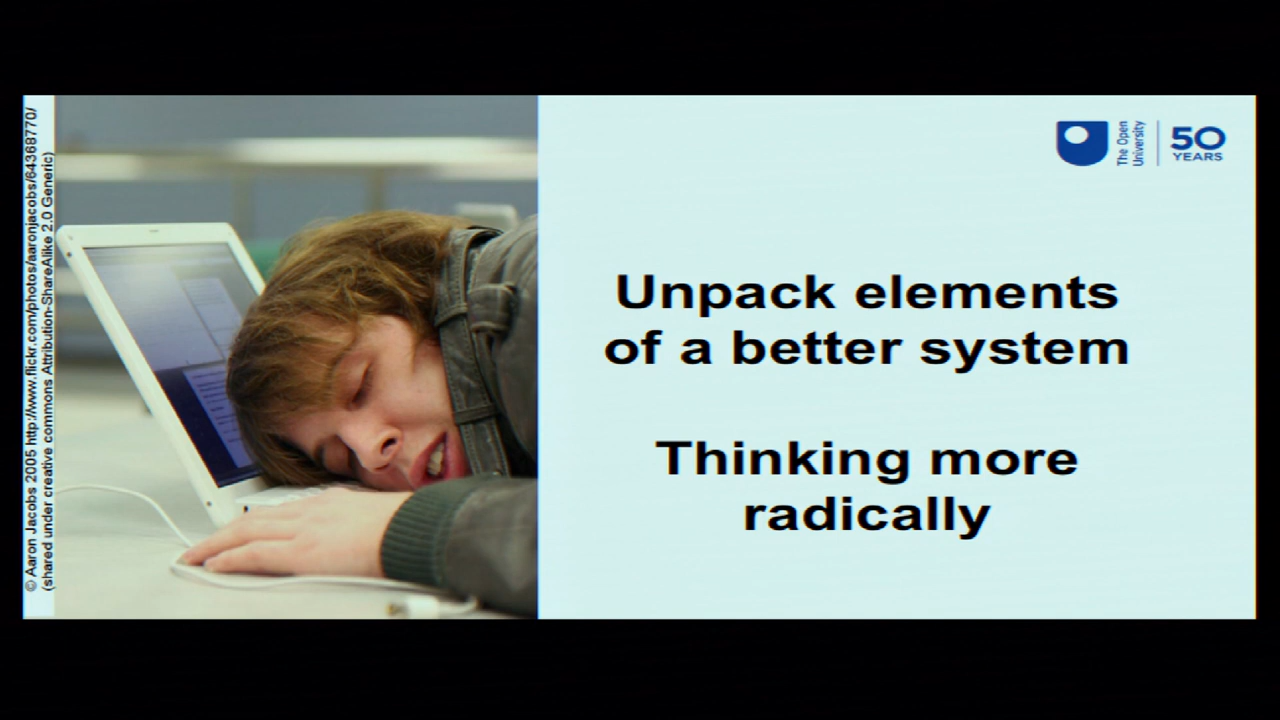 © Aaron Jacobs 2005 http://www.flickr.com/photos/aaronjacobs/64368770/
(shared under creative commons Attribution-ShareAlike 2.0 Generic)
The Open
University
50
YEARS
Unpack elements
of a better system
Thinking more
radically